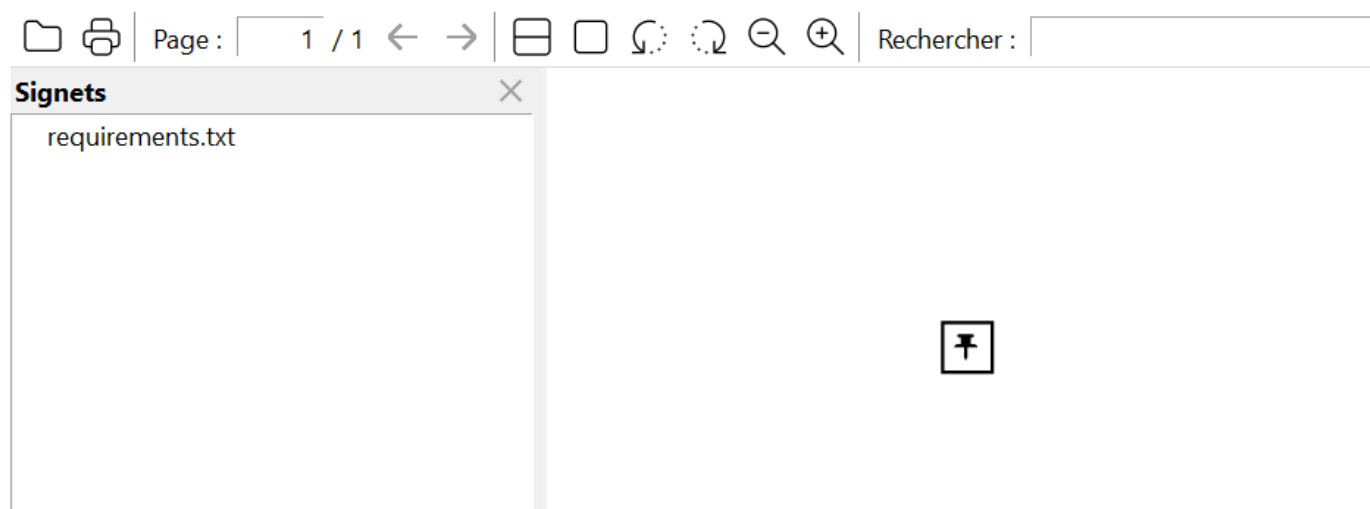 Page : 1 / 1 Rechercher :
Signets
requirements.txt